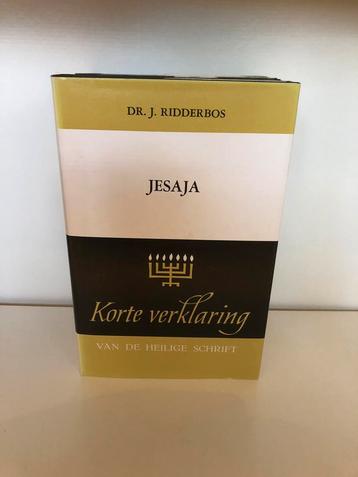 DR. J. RIDDERBOS
JESAJA
Korte verklaring
VAN DE HEILIGE SCHRIFT